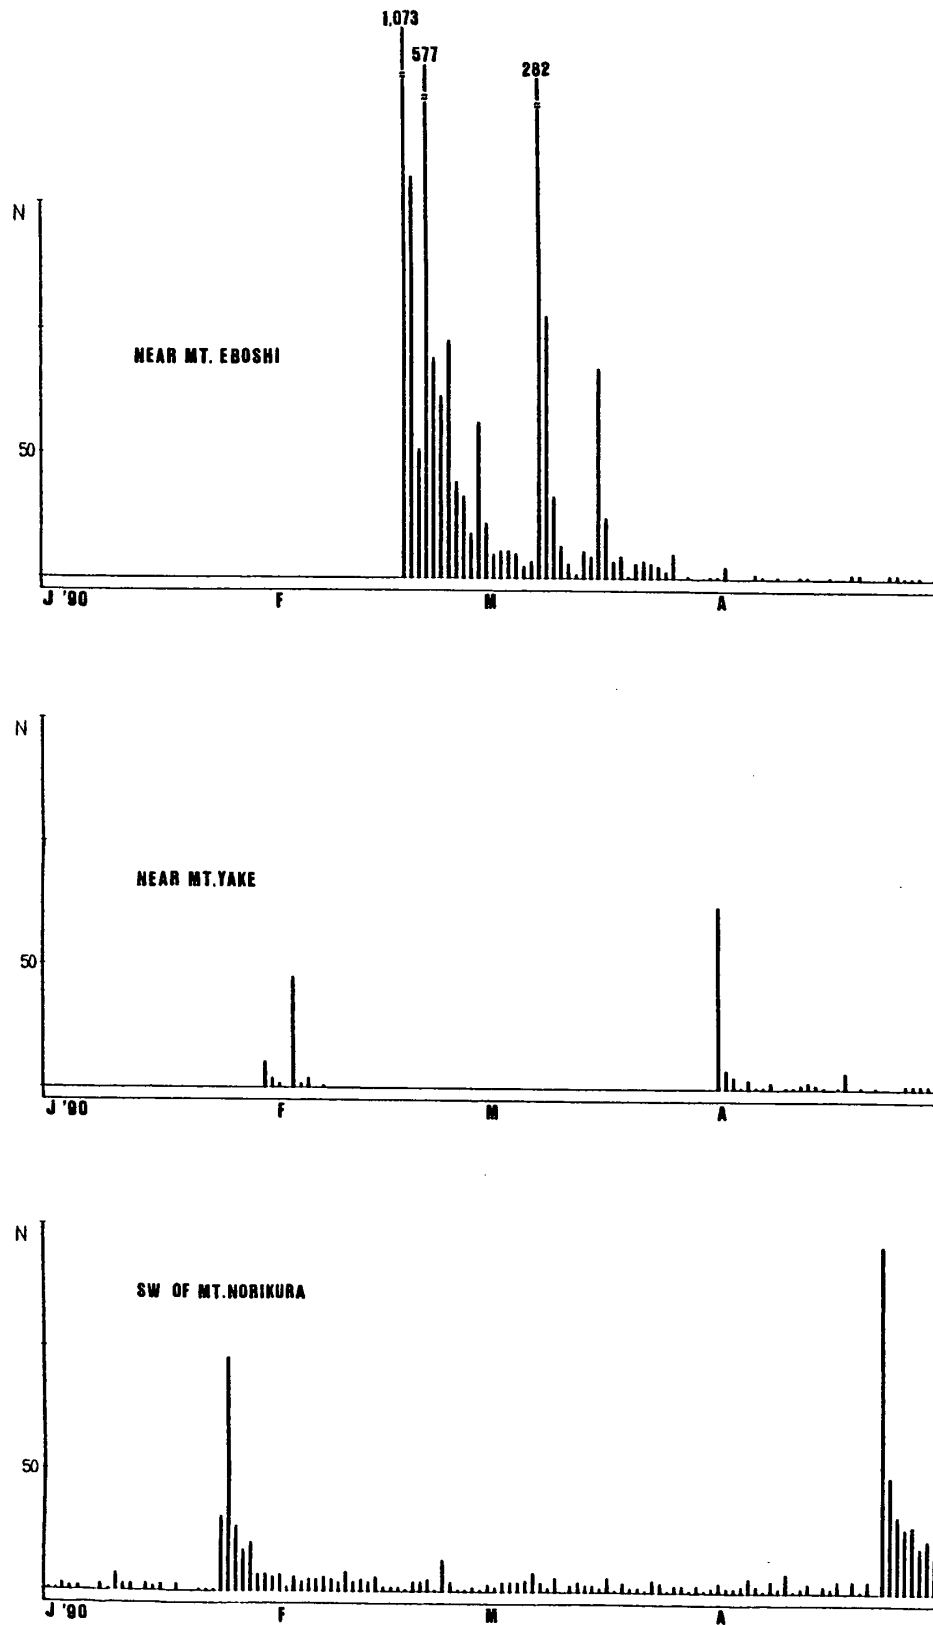 1,073
577
282
N
NEAR MT. EBOSHI
50
J '90 F M A
N
NEAR MT.YAKE
50
J '90 F M A
N
SW OF MT.NORIKURA
50
J '90 F M A